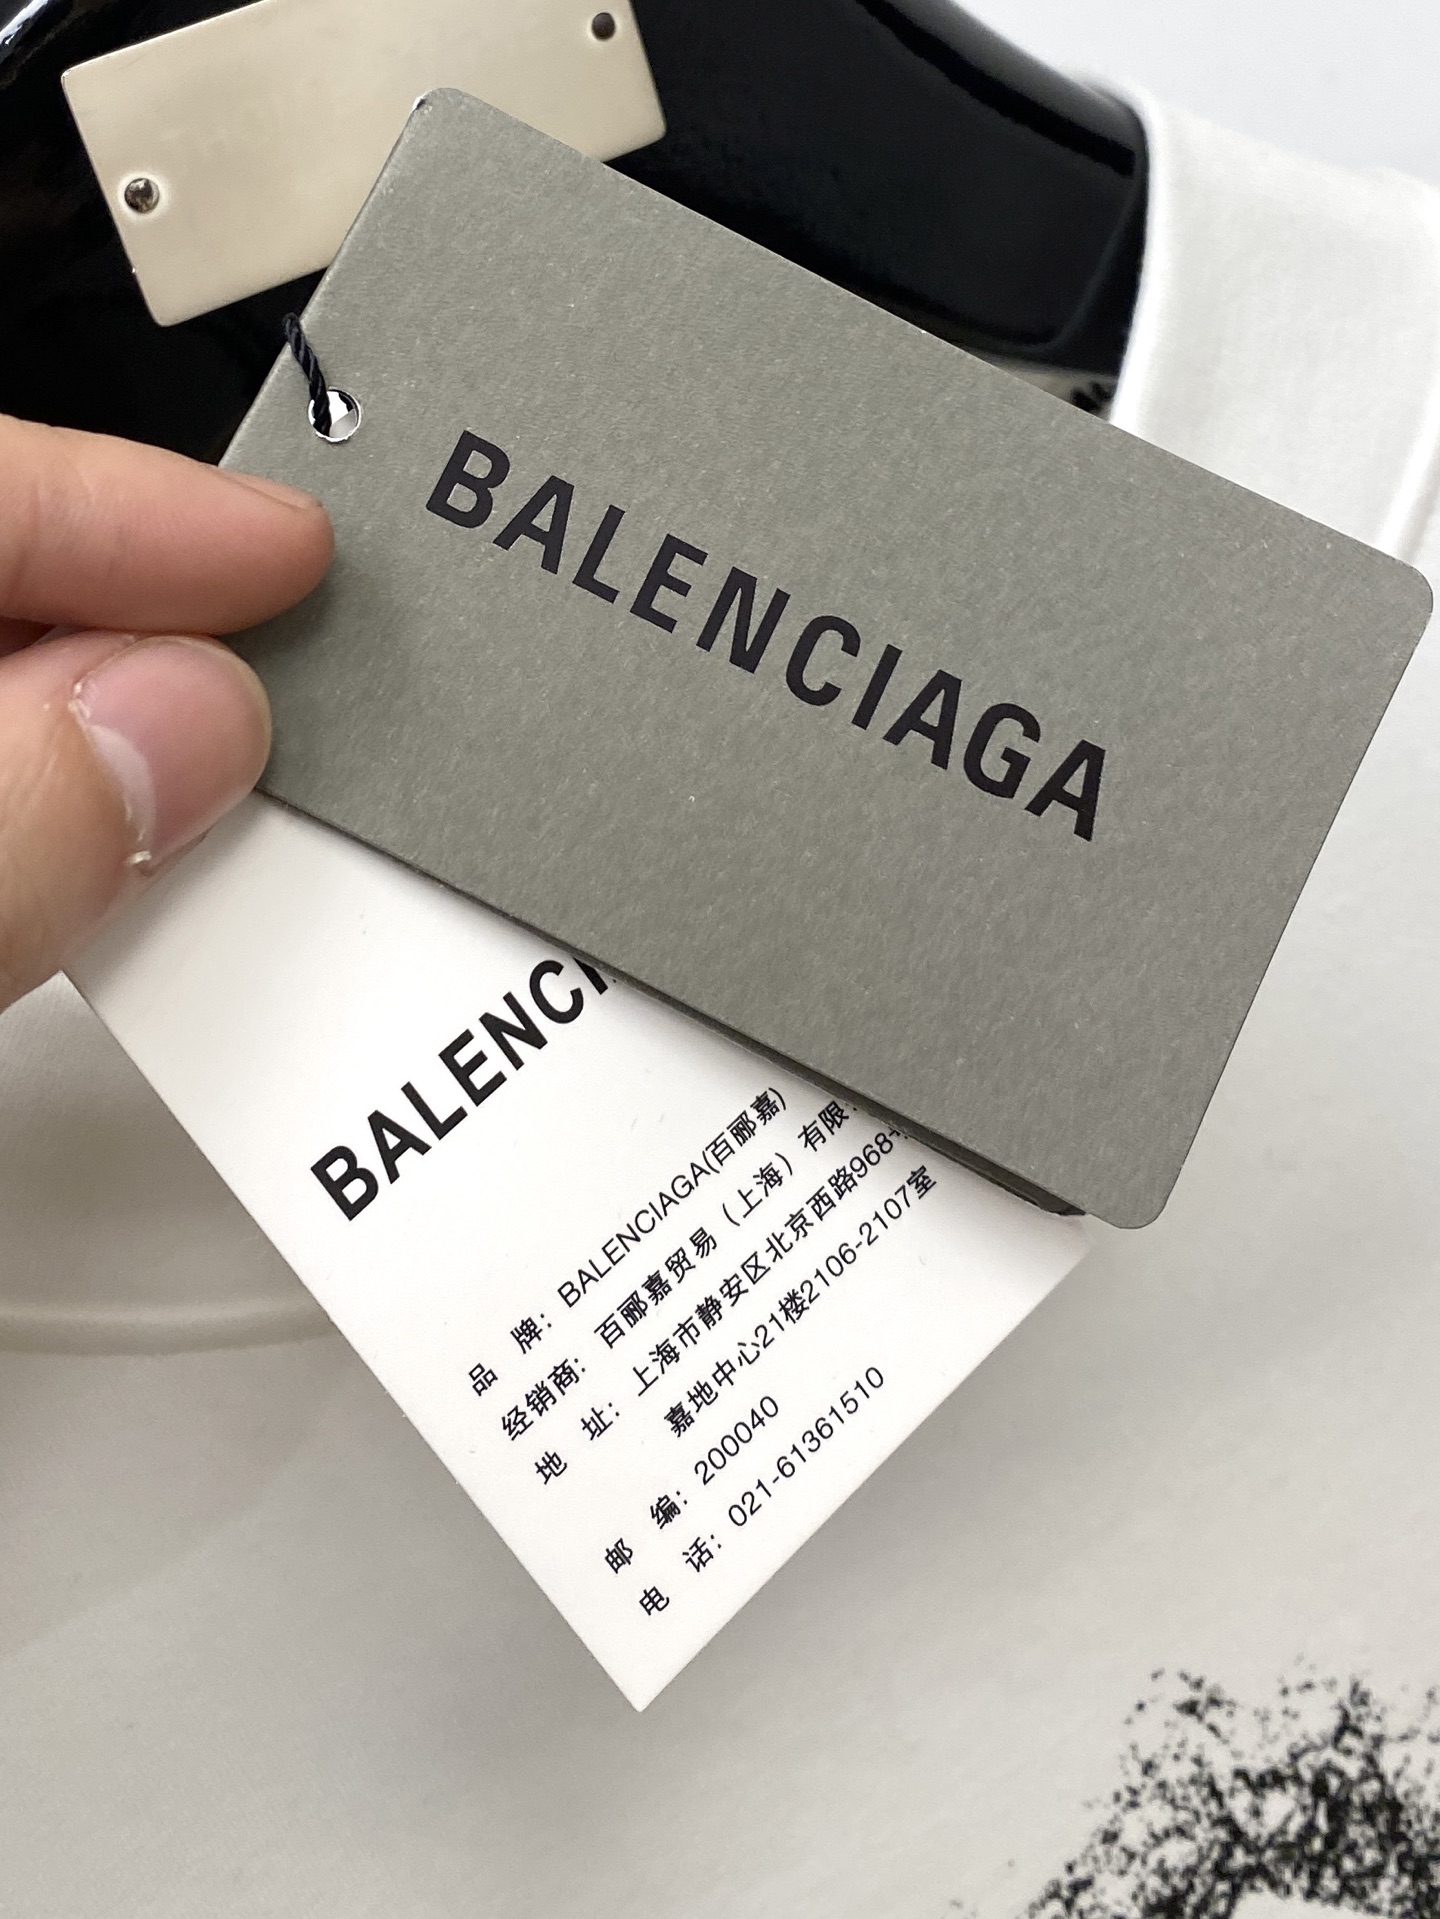 BALENCIAGA
BALENCI
品 牌: BALENCIAGA(百郦嘉)
经销商: 百郦嘉贸易（上海）有限
地 址: 上海市静安区北京西路968-
嘉地中心21楼2106-2107室
邮 编: 200040
电 话: 021-61361510